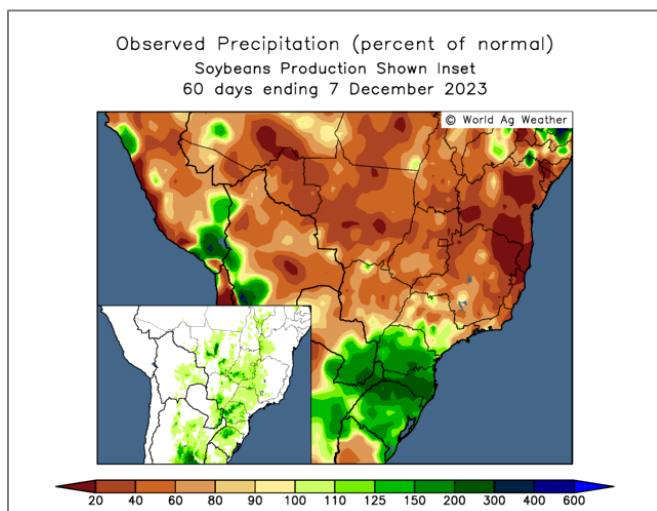 Observed Precipitation (percent of normal)
Soybeans Production Shown Inset
60 days ending 7 December 2023
© World Ag Weather
20 40 60 80 90 100 110 125 150 200 300 400 600